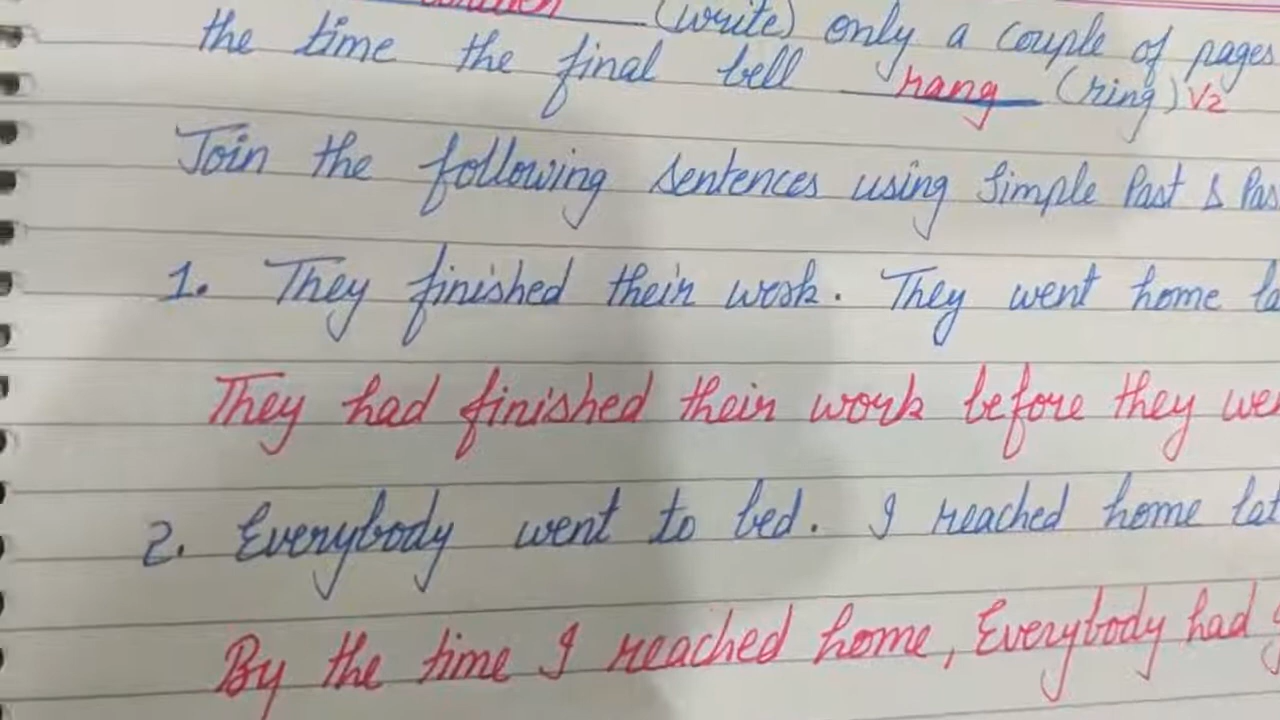 (write) only a couple of pages
the time the final bell rang (ring) V2
Join the following sentences using Simple Past &
1. They finished their work. They went home
They had finished their work before they
2. Everybody went to bed. I reached home
By the time I reached home, Everybody had